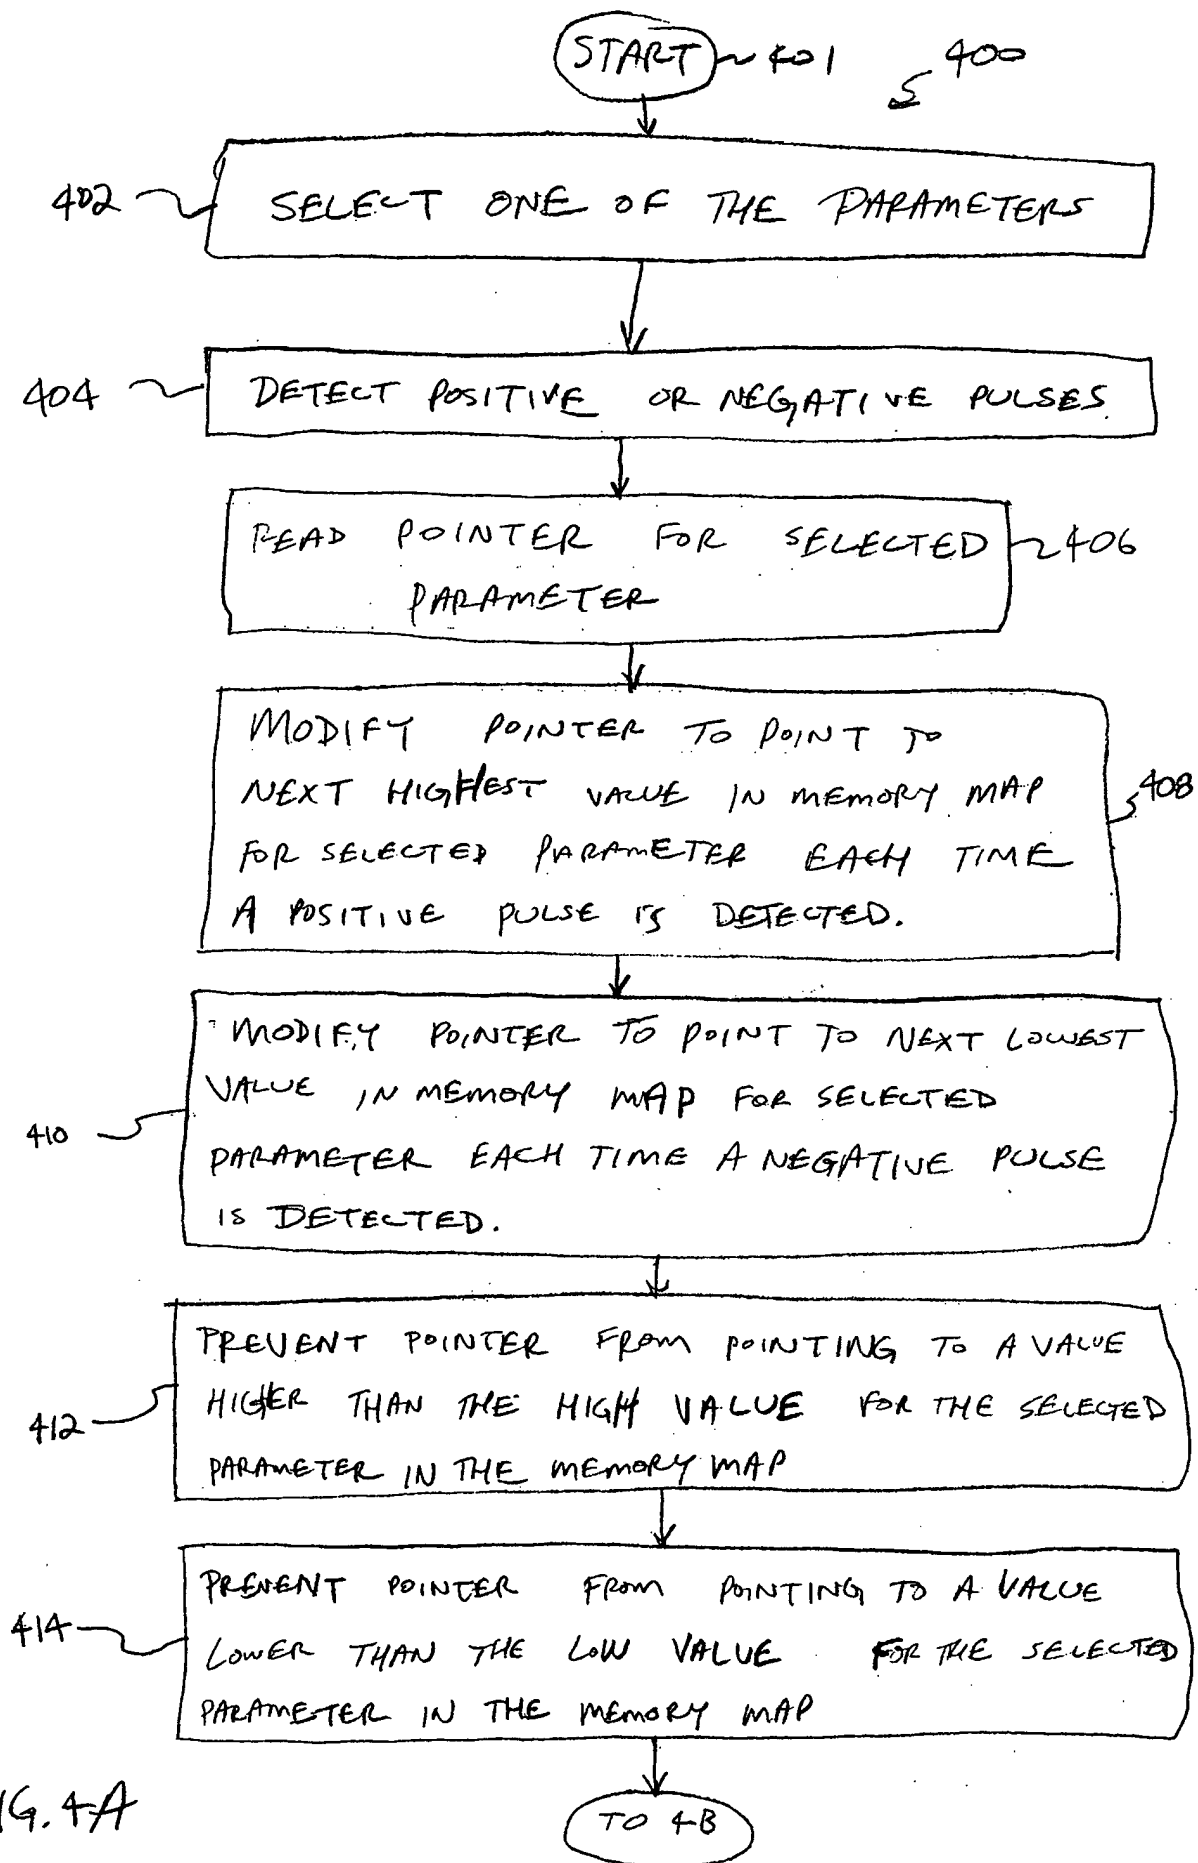 START 401
400
402 SELECT ONE OF THE PARAMETERS
404 DETECT POSITIVE OR NEGATIVE PULSES
READ POINTER FOR SELECTED 406
PARAMETER
MODIFY POINTER TO POINT TO
NEXT HIGHEST VALUE IN MEMORY MAP 408
FOR SELECTED PARAMETER EACH TIME
A POSITIVE PULSE IS DETECTED.
MODIFY POINTER TO POINT TO NEXT LOWEST
VALUE IN MEMORY MAP FOR SELECTED
410 PARAMETER EACH TIME A NEGATIVE PULSE
IS DETECTED.
PREVENT POINTER FROM POINTING TO A VALUE
412 HIGHER THAN THE HIGH VALUE FOR THE SELECTED
PARAMETER IN THE MEMORY MAP
PREVENT POINTER FROM POINTING TO A VALUE
414 LOWER THAN THE LOW VALUE FOR THE SELECTED
PARAMETER IN THE MEMORY MAP
IG. 4A
TO 4B